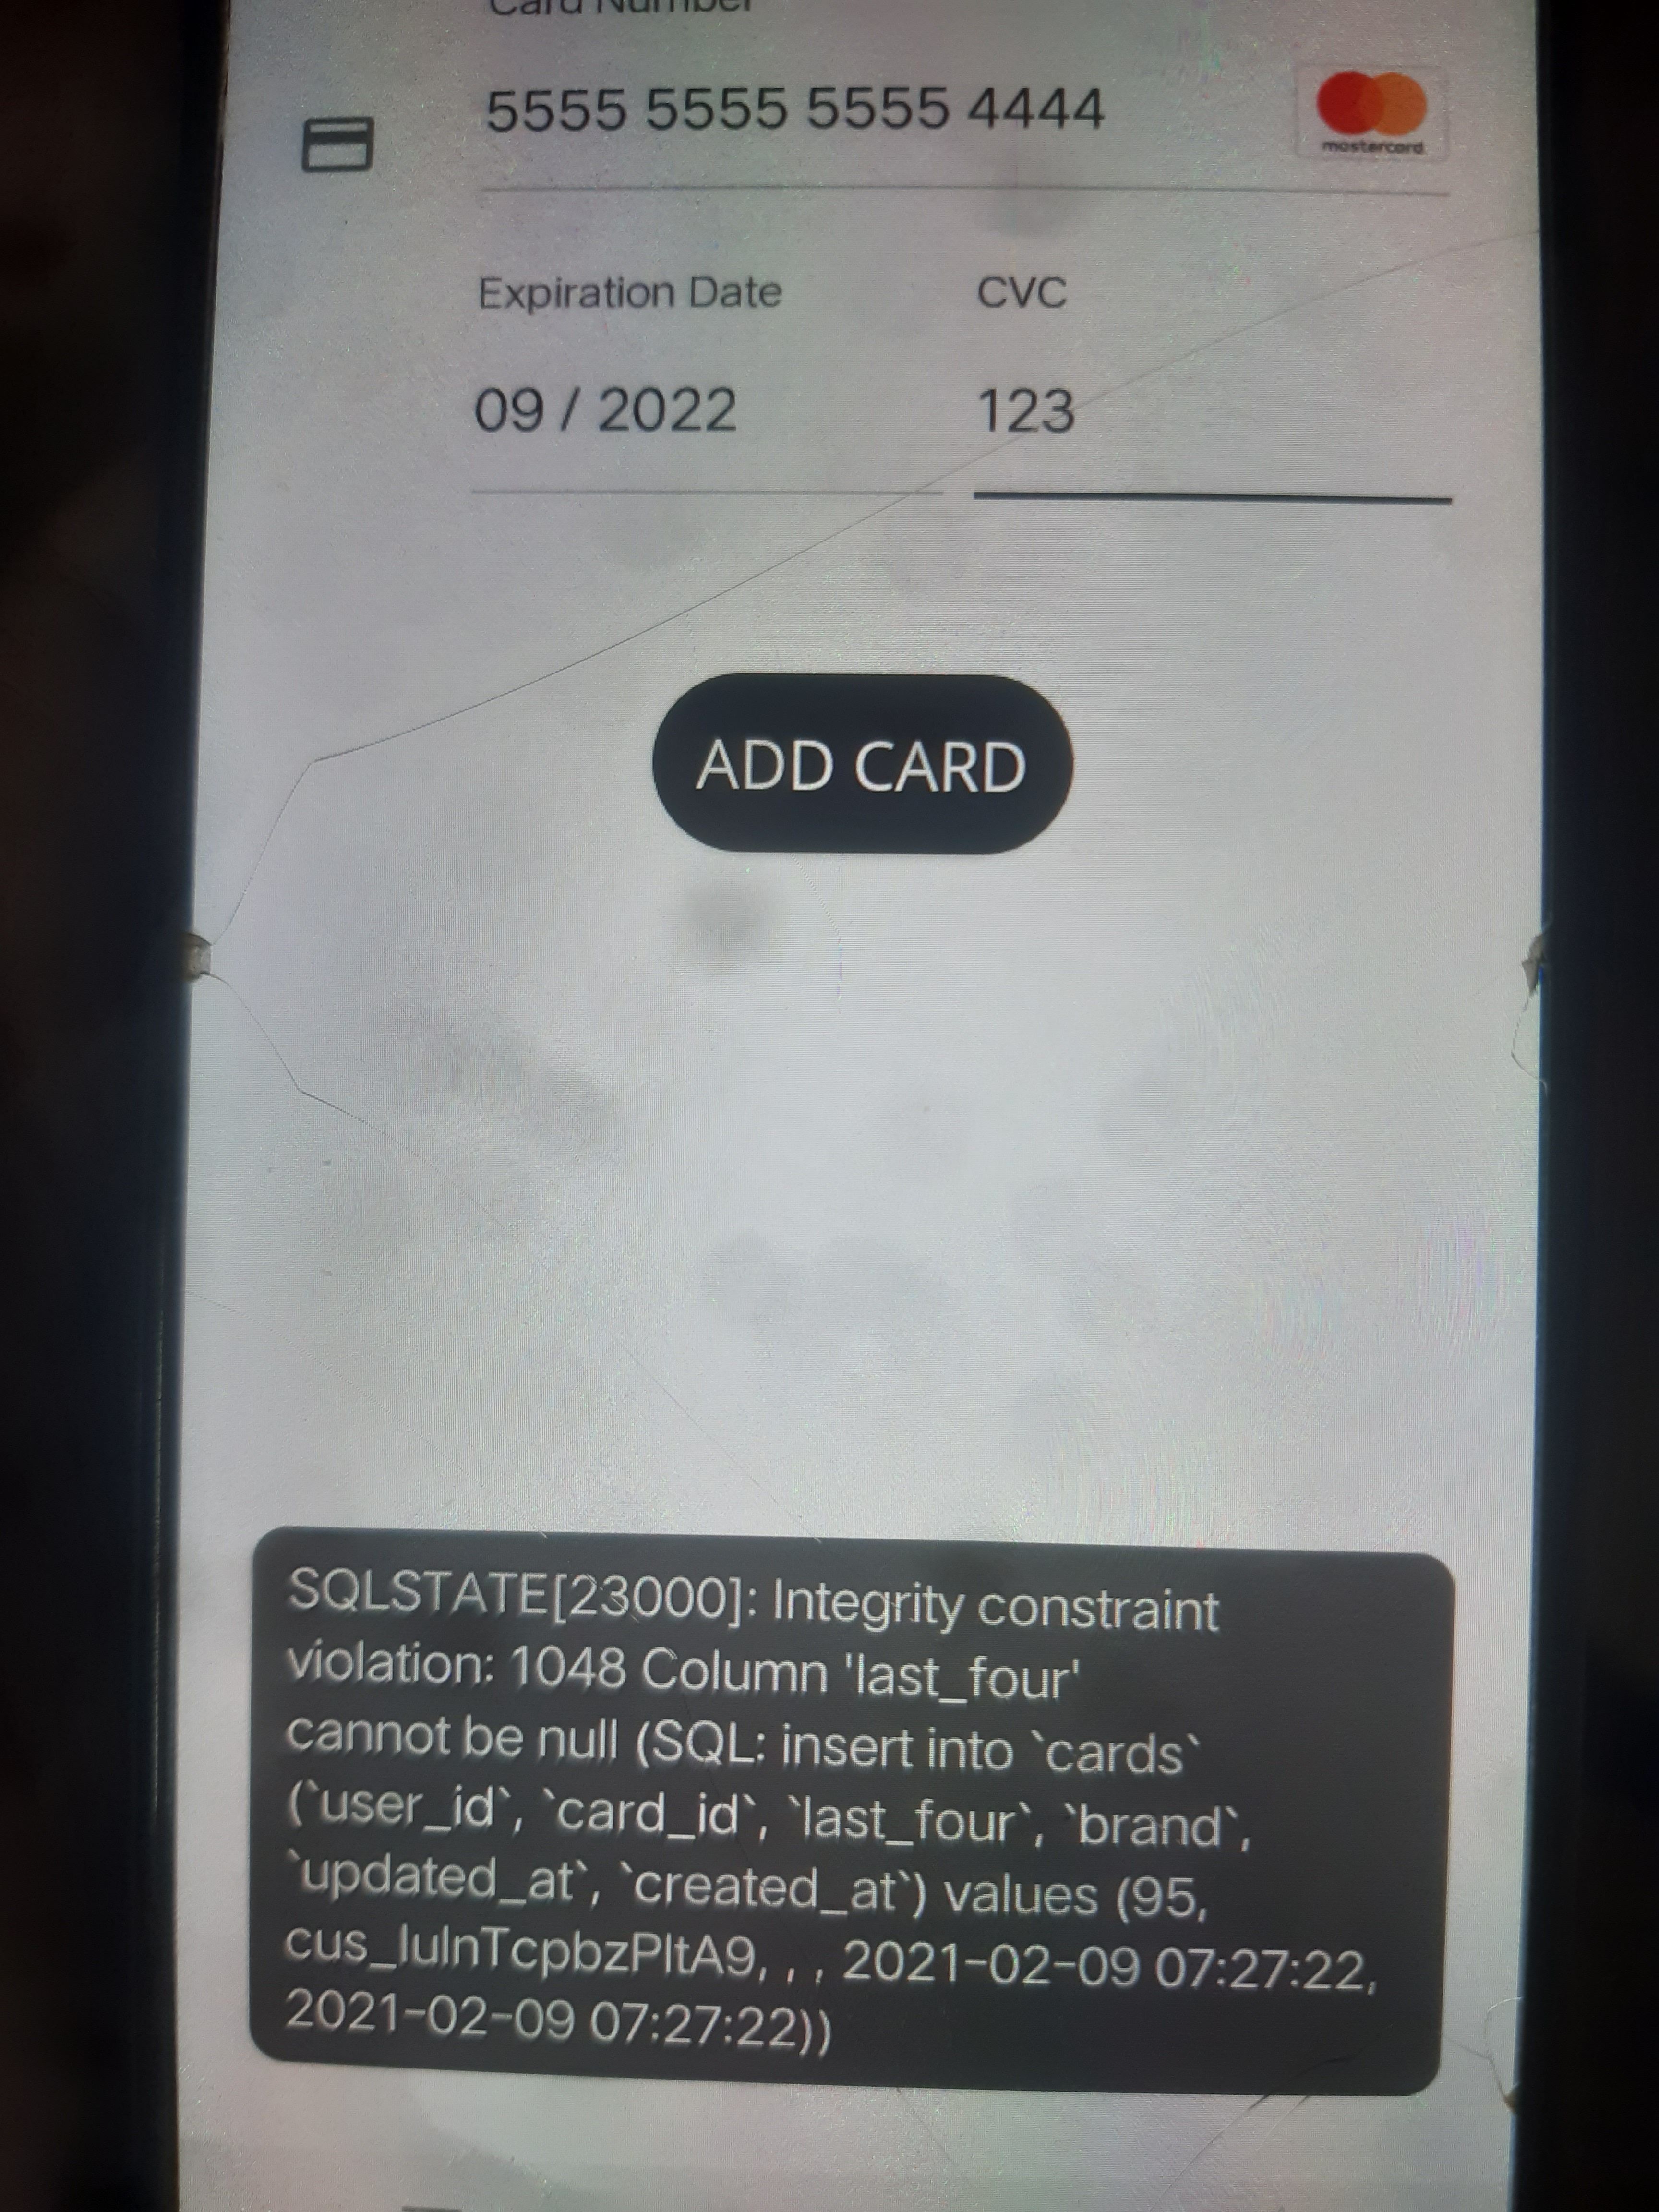 Card Number
5555 5555 5555 4444
mastercard.
Expiration Date
CVC
09 / 2022
123
ADD CARD
SQLSTATE[23000]: Integrity constraint
violation: 1048 Column 'last_four'
cannot be null (SQL: insert into `cards`
(`user_id`, `card_id`, `last_four`, `brand`,
`updated_at`, `created_at`) values (95,
cus_IulnTcpbzPltA9, , , 2021-02-09 07:27:22,
2021-02-09 07:27:22))